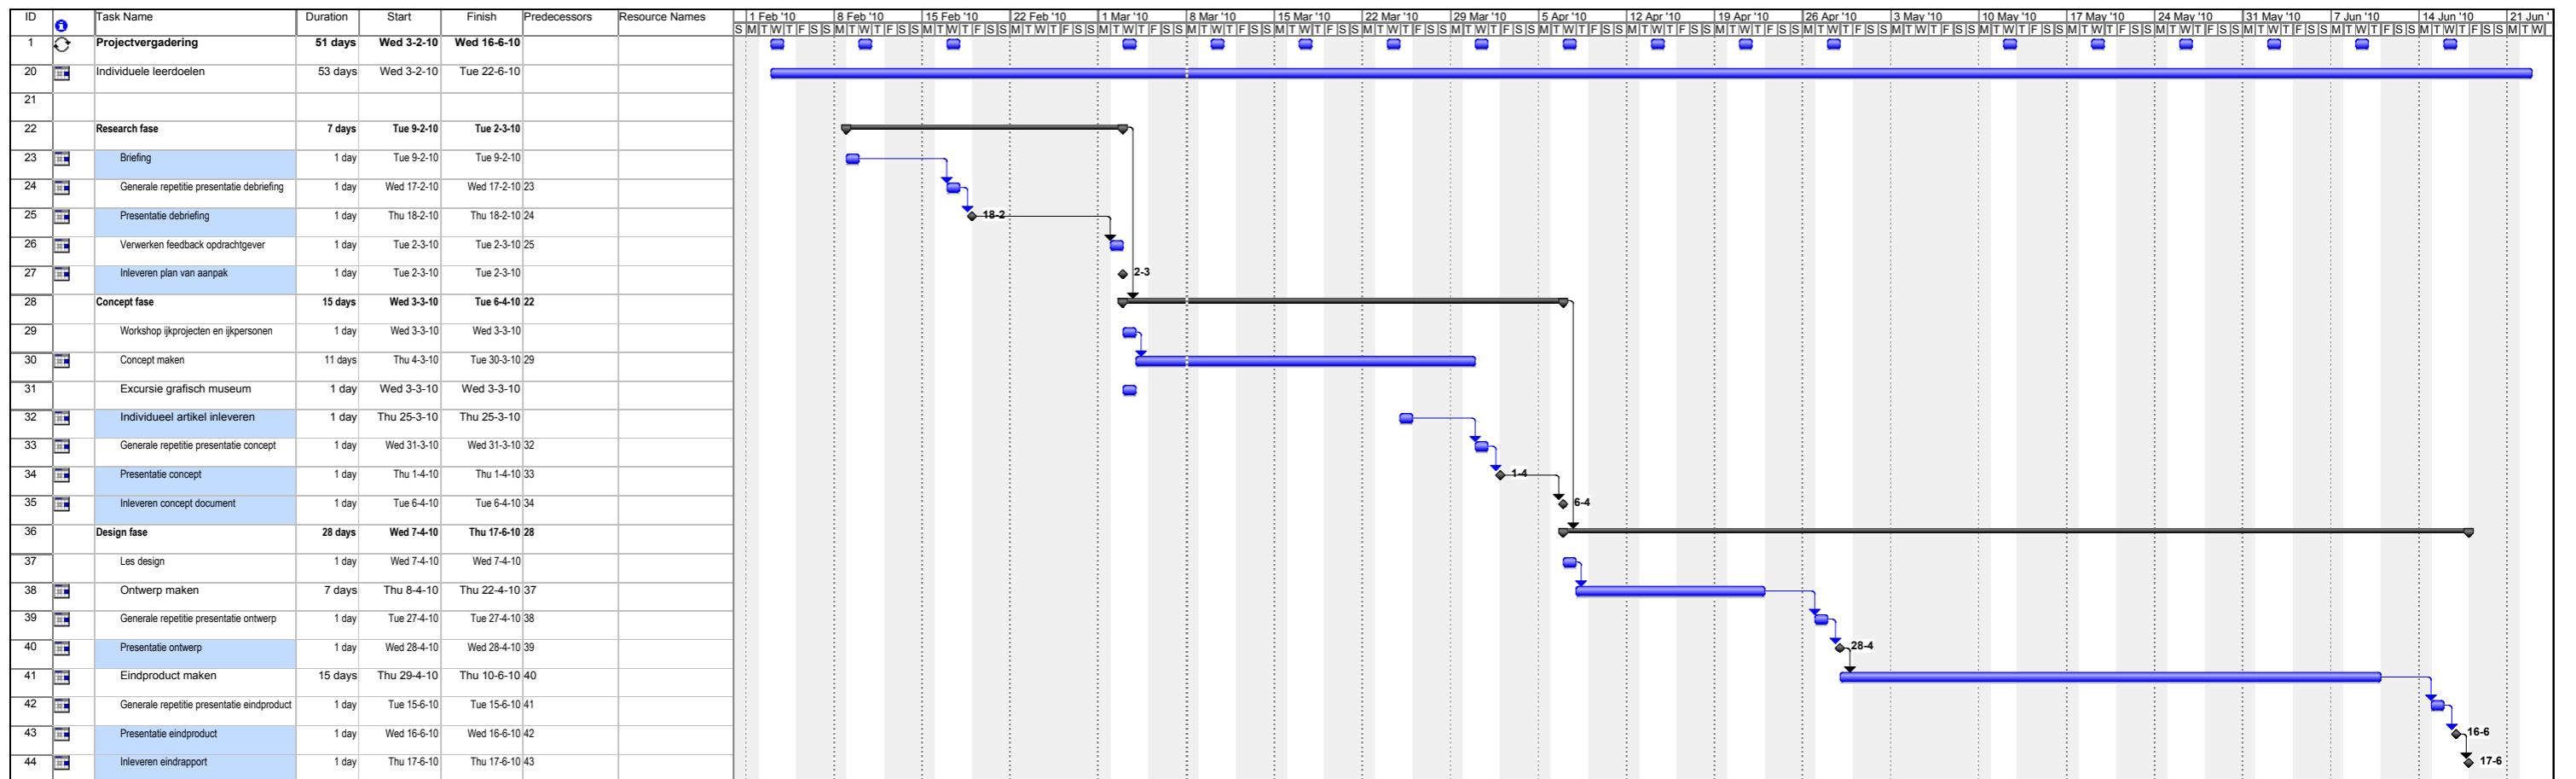 ID Task Name Duration Start Finish Predecessors Resource Names 1 Feb '10 8 Feb '10 15 Feb '10 22 Feb '10 1 Mar '10 8 Mar '10 15 Mar '10 22 Mar '10 29 Mar '10 5 Apr '10 12 Apr '10 19 Apr '10 26 Apr '10 3 May '10 10 May '10 17 May '10 24 May '10 31 May '10 7 Jun '10 14 Jun '10 21 Jun '
S M T W T F S S M T W T F S S M T W T F S S M T W T F S S M T W T F S S M T W T F S S M T W T F S S M T W T F S S M T W T F S S M T W T F S S M T W T F S S M T W T F S S M T W T F S S M T W T F S S M T W T F S S M T W T F S S M T W T F S S M T W T F S S M T W T F S S M T W T F S S M T W
1 Projectvergadering 51 days Wed 3-2-10 Wed 16-6-10
20 Individuele leerdoelen 53 days Wed 3-2-10 Tue 22-6-10
21
22 Research fase 7 days Tue 9-2-10 Tue 2-3-10
23 Briefing 1 day Tue 9-2-10 Tue 9-2-10
24 Generale repetitie presentatie debriefing 1 day Wed 17-2-10 Wed 17-2-10 23
25 Presentatie debriefing 1 day Thu 18-2-10 Thu 18-2-10 24 18-2
26 Verwerken feedback opdrachtgever 1 day Tue 2-3-10 Tue 2-3-10 25
27 Inleveren plan van aanpak 1 day Tue 2-3-10 Tue 2-3-10 2-3
28 Concept fase 15 days Wed 3-3-10 Tue 6-4-10 22
29 Workshop ijkprojecten en ijkpersonen 1 day Wed 3-3-10 Wed 3-3-10
30 Concept maken 11 days Thu 4-3-10 Tue 30-3-10 29
31 Excursie grafisch museum 1 day Wed 3-3-10 Wed 3-3-10
32 Individueel artikel inleveren 1 day Thu 25-3-10 Thu 25-3-10
33 Generale repetitie presentatie concept 1 day Wed 31-3-10 Wed 31-3-10 32
34 Presentatie concept 1 day Thu 1-4-10 Thu 1-4-10 33 1-4
35 Inleveren concept document 1 day Tue 6-4-10 Tue 6-4-10 34 6-4
36 Design fase 28 days Wed 7-4-10 Thu 17-6-10 28
37 Les design 1 day Wed 7-4-10 Wed 7-4-10
38 Ontwerp maken 7 days Thu 8-4-10 Thu 22-4-10 37
39 Generale repetitie presentatie ontwerp 1 day Tue 27-4-10 Tue 27-4-10 38
40 Presentatie ontwerp 1 day Wed 28-4-10 Wed 28-4-10 39 28-4
41 Eindproduct maken 15 days Thu 29-4-10 Thu 10-6-10 40
42 Generale repetitie presentatie eindproduct 1 day Tue 15-6-10 Tue 15-6-10 41
43 Presentatie eindproduct 1 day Wed 16-6-10 Wed 16-6-10 42 16-6
44 Inleveren eindrapport 1 day Thu 17-6-10 Thu 17-6-10 43 17-6